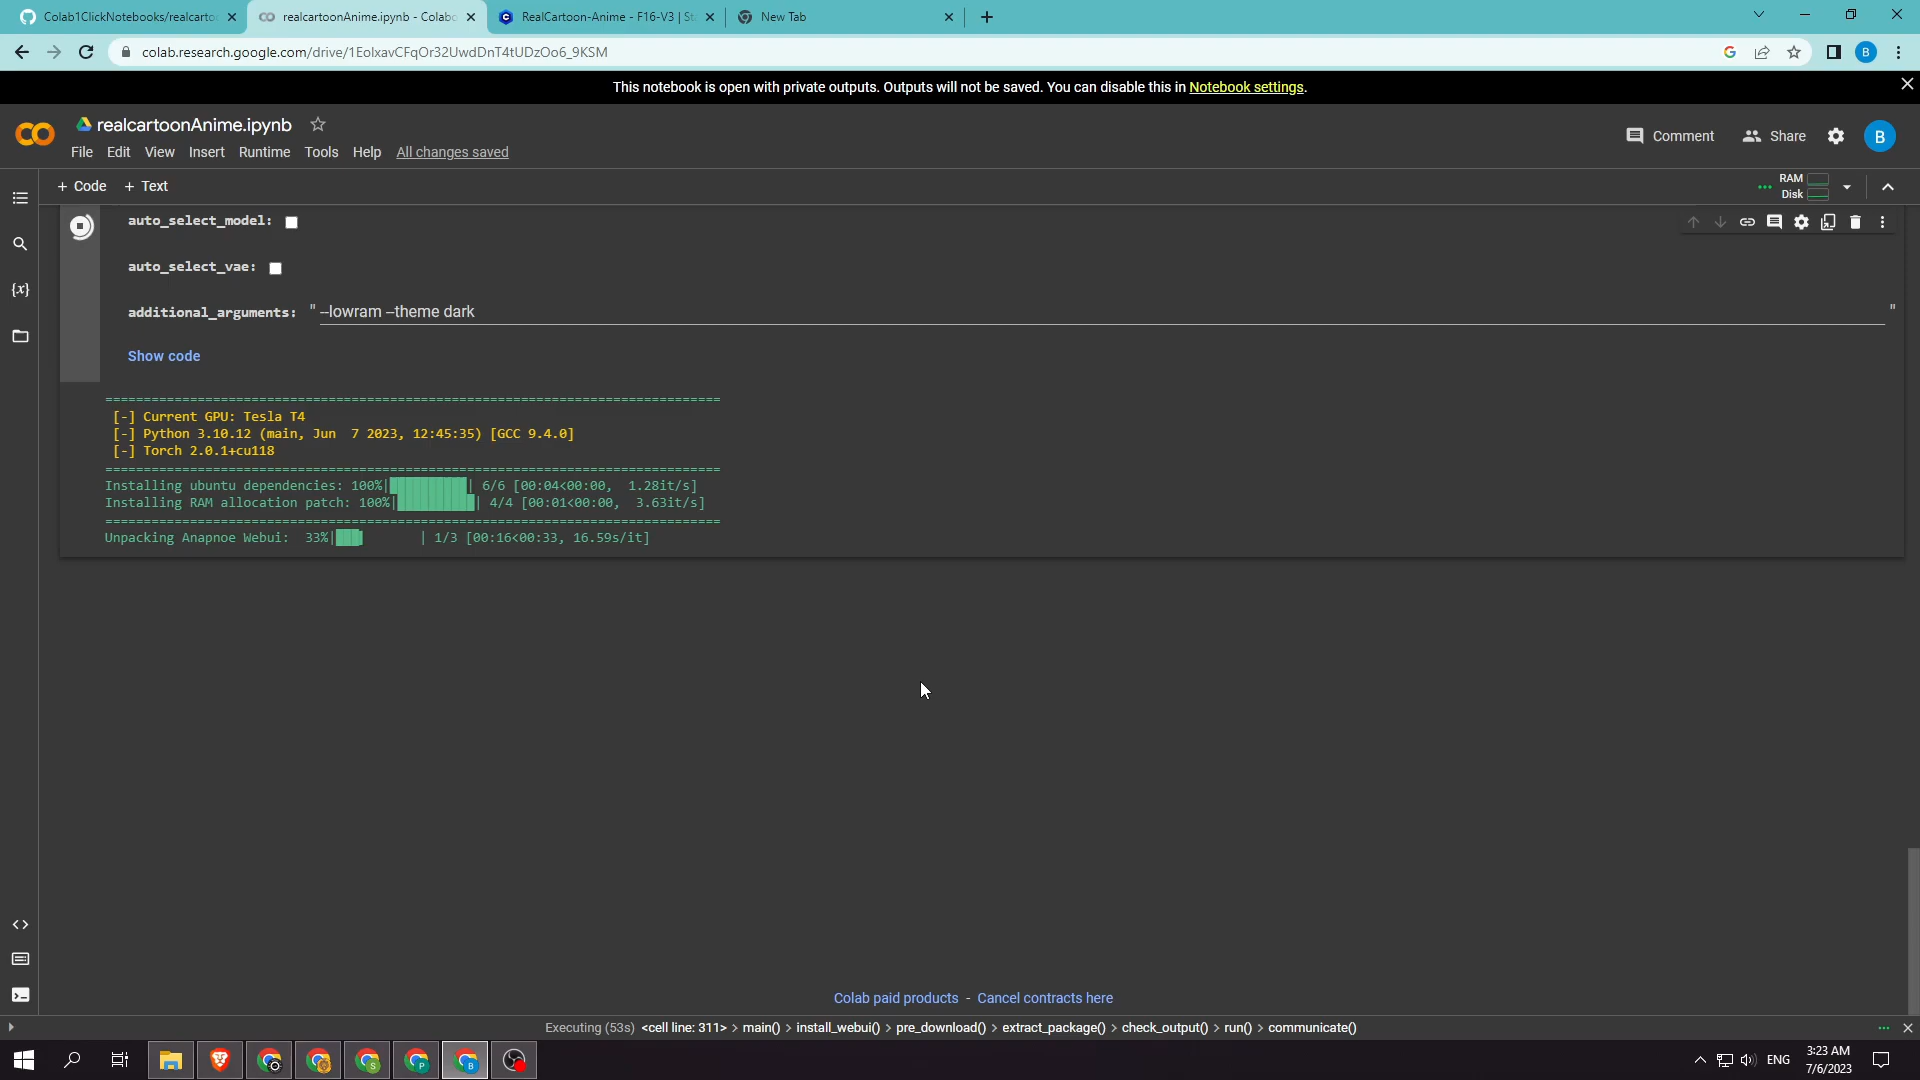 Colab1ClickNotebooks/realcartoo
realcartoonAnime.ipynb - Colabo
RealCartoon-Anime - F16-V3 | Sta
New Tab
colab.research.google.com/drive/1EolxavCFqOr32UwdDnT4tUDzOo6_9KSM
B
This notebook is open with private outputs. Outputs will not be saved. You can disable this in Notebook settings.
realcartoonAnime.ipynb
Comment
Share
B
File Edit View Insert Runtime Tools Help All changes saved
+ Code + Text
RAM
Disk
auto_select_model:
auto_select_vae:
additional_arguments: " --lowram --theme dark "
Show code
================================================================================
[-] Current GPU: Tesla T4
[-] Python 3.10.12 (main, Jun  7 2023, 12:45:35) [GCC 9.4.0]
[-] Torch 2.0.1+cu118
================================================================================
Installing ubuntu dependencies: 100%|██████████| 6/6 [00:04<00:00,  1.28it/s]
Installing RAM allocation patch: 100%|██████████| 4/4 [00:01<00:00,  3.63it/s]
================================================================================
Unpacking Anapnoe Webui:  33%|███▎      | 1/3 [00:16<00:33, 16.59s/it]
Colab paid products - Cancel contracts here
Executing (53s) <cell line: 311> > main() > install_webui() > pre_download() > extract_package() > check_output() > run() > communicate()
S
P
B
ENG
3:23 AM
7/6/2023